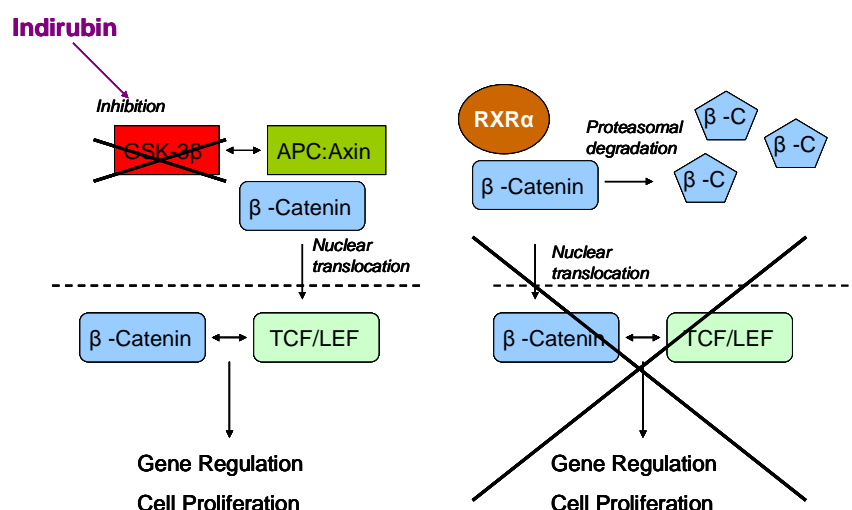 Indirubin
Inhibition
GSK-3β
APC:Axin
β -Catenin
Nuclear
translocation
β -Catenin
TCF/LEF
Gene Regulation
Cell Proliferation
RXRα
Proteasomal
degradation
β -C
β -C
β -C
β -Catenin
Nuclear
translocation
β -Catenin
TCF/LEF
Gene Regulation
Cell Proliferation